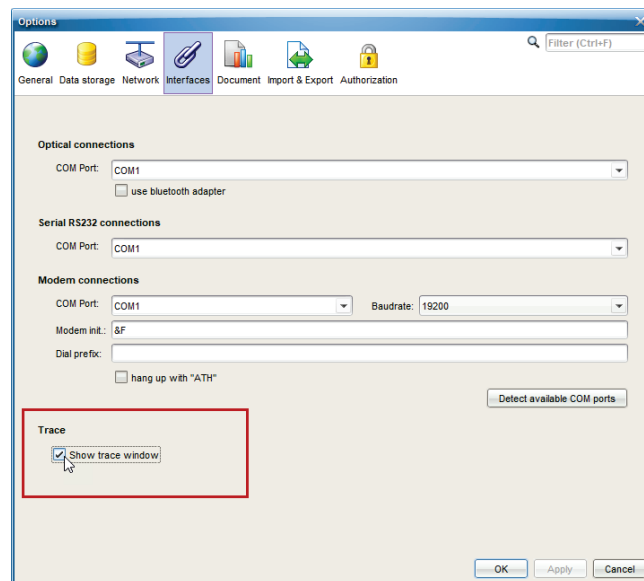 Options
Filter (Ctrl+F)
General Data storage Network Interfaces Document Import & Export Authorization
Optical connections
COM Port: COM1
use bluetooth adapter
Serial RS232 connections
COM Port: COM1
Modem connections
COM Port: COM1 Baudrate: 19200
Modem init.: &F
Dial prefix:
hang up with "ATH"
Detect available COM ports
Trace
Show trace window
OK Apply Cancel